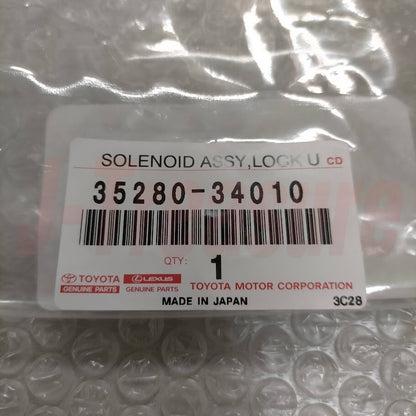 SOLENOID ASSY,LOCK U CD
35280-34010
QTY: 1
TOYOTA LEXUS
GENUINE PARTS GENUINE PARTS TOYOTA MOTOR CORPORATION
MADE IN JAPAN 3C28